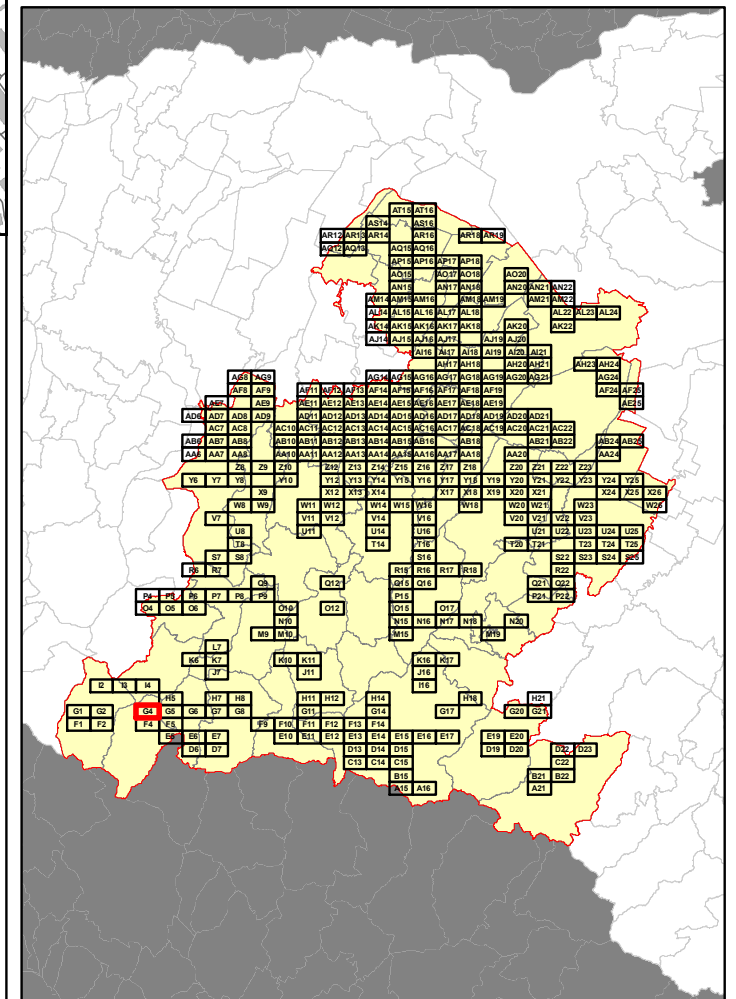 AT15 AT16
AS14 AS16
AR12 AR13 AR14 AR16 AR18 AR19
AQ12 AQ13 AQ15 AQ16
AP15 AP16 AP17 AP18
AO15 AO17 AO18 AO20
AN15 AN17 AN18 AN20 AN21 AN22
AM14 AM15 AM16 AM18 AM19 AM21 AM22
AL14 AL15 AL16 AL17 AL18 AL22 AL23 AL24
AK14 AK15 AK16 AK17 AK18 AK20 AK22
AJ14 AJ15 AJ16 AJ17 AJ19 AJ20
AI16 AI17 AI18 AI19 AI20 AI21
AH17 AH18 AH20 AH21 AH23 AH24
AG8 AG9 AG14 AG15 AG16 AG17 AG18 AG19 AG20 AG21 AG24
AF8 AF9 AF11 AF12 AF13 AF14 AF15 AF16 AF17 AF18 AF19 AF24 AF25
AE7 AE9 AE11 AE12 AE13 AE14 AE15 AE16 AE17 AE18 AE19 AE25
AD6 AD7 AD8 AD9 AD11 AD12 AD13 AD14 AD15 AD16 AD17 AD18 AD19 AD20 AD21
AC7 AC8 AC10 AC11 AC12 AC13 AC14 AC15 AC16 AC17 AC18 AC19 AC20 AC21 AC22
AB6 AB7 AB8 AB10 AB11 AB12 AB13 AB14 AB15 AB16 AB18 AB21 AB22 AB24 AB25
AA6 AA7 AA8 AA10 AA11 AA12 AA13 AA14 AA15 AA16 AA17 AA18 AA20 AA24
Z8 Z9 Z10 Z12 Z13 Z14 Z15 Z16 Z17 Z18 Z20 Z21 Z22 Z23
Y6 Y7 Y8 Y10 Y12 Y13 Y14 Y15 Y16 Y17 Y18 Y19 Y20 Y21 Y22 Y23 Y24 Y25
X9 X12 X13 X14 X17 X18 X19 X20 X21 X24 X25 X26
W8 W9 W11 W12 W14 W15 W16 W18 W20 W21 W23 W26
V7 V11 V12 V14 V16 V20 V21 V22 V23
U8 U11 U14 U16 U21 U22 U23 U24 U25
T8 T14 T16 T20 T21 T23 T24 T25
S7 S8 S16 S22 S23 S24 S25
R6 R7 R15 R16 R17 R18 R22
Q9 Q12 Q15 Q16 Q21 Q22
P4 P5 P6 P7 P8 P9 P15 P21 P22
O4 O5 O6 O10 O12 O15 O17
N10 N15 N16 N17 N18 N20
M9 M10 M15 M19
L7
K6 K7 K10 K11 K16 K17
J7 J11 J16
I2 I3 I4 I16
H5 H7 H8 H11 H12 H14 H18 H21
G1 G2 G4 G5 G6 G7 G8 G11 G14 G17 G20 G21
F1 F2 F4 F5 F9 F10 F11 F12 F13 F14
E5 E6 E7 E10 E11 E12 E13 E14 E15 E16 E17 E19 E20
D6 D7 D13 D14 D15 D19 D20 D22 D23
C13 C14 C15 C22
B15 B21 B22
A15 A16 A21